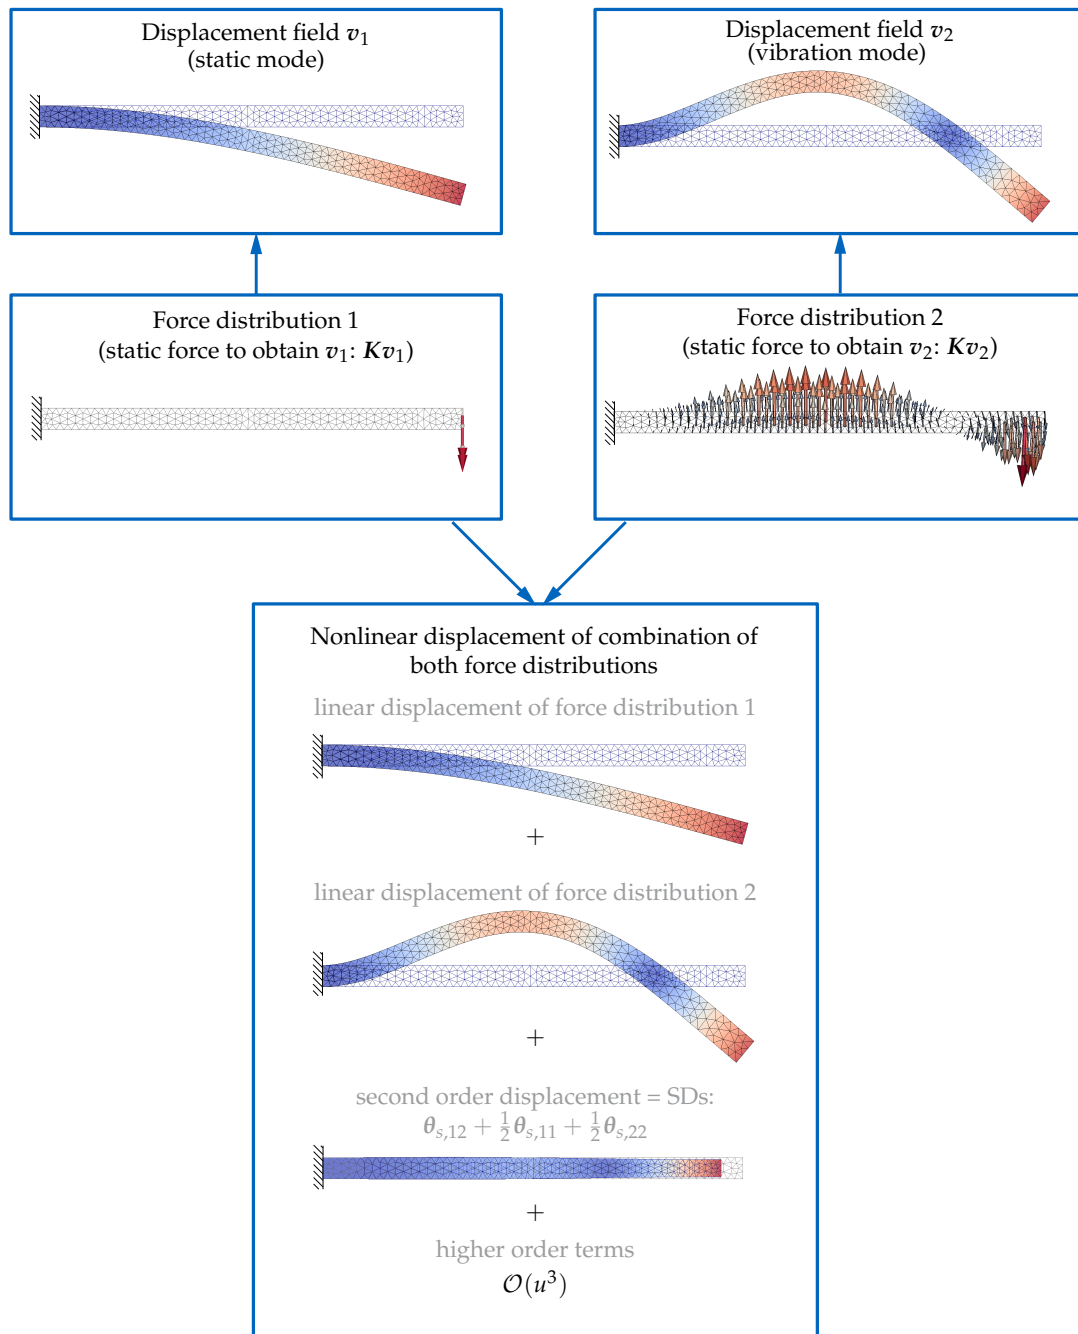 Displacement field v₁
(static mode)
Displacement field v₂
(vibration mode)
Force distribution 1
(static force to obtain v₁: Kv₁)
Force distribution 2
(static force to obtain v₂: Kv₂)
Nonlinear displacement of combination of
both force distributions
linear displacement of force distribution 1
+
linear displacement of force distribution 2
+
second order displacement = SDs:
θ_{s,12} + ½θ_{s,11} + ½θ_{s,22}
+
higher order terms
𝒪(u³)